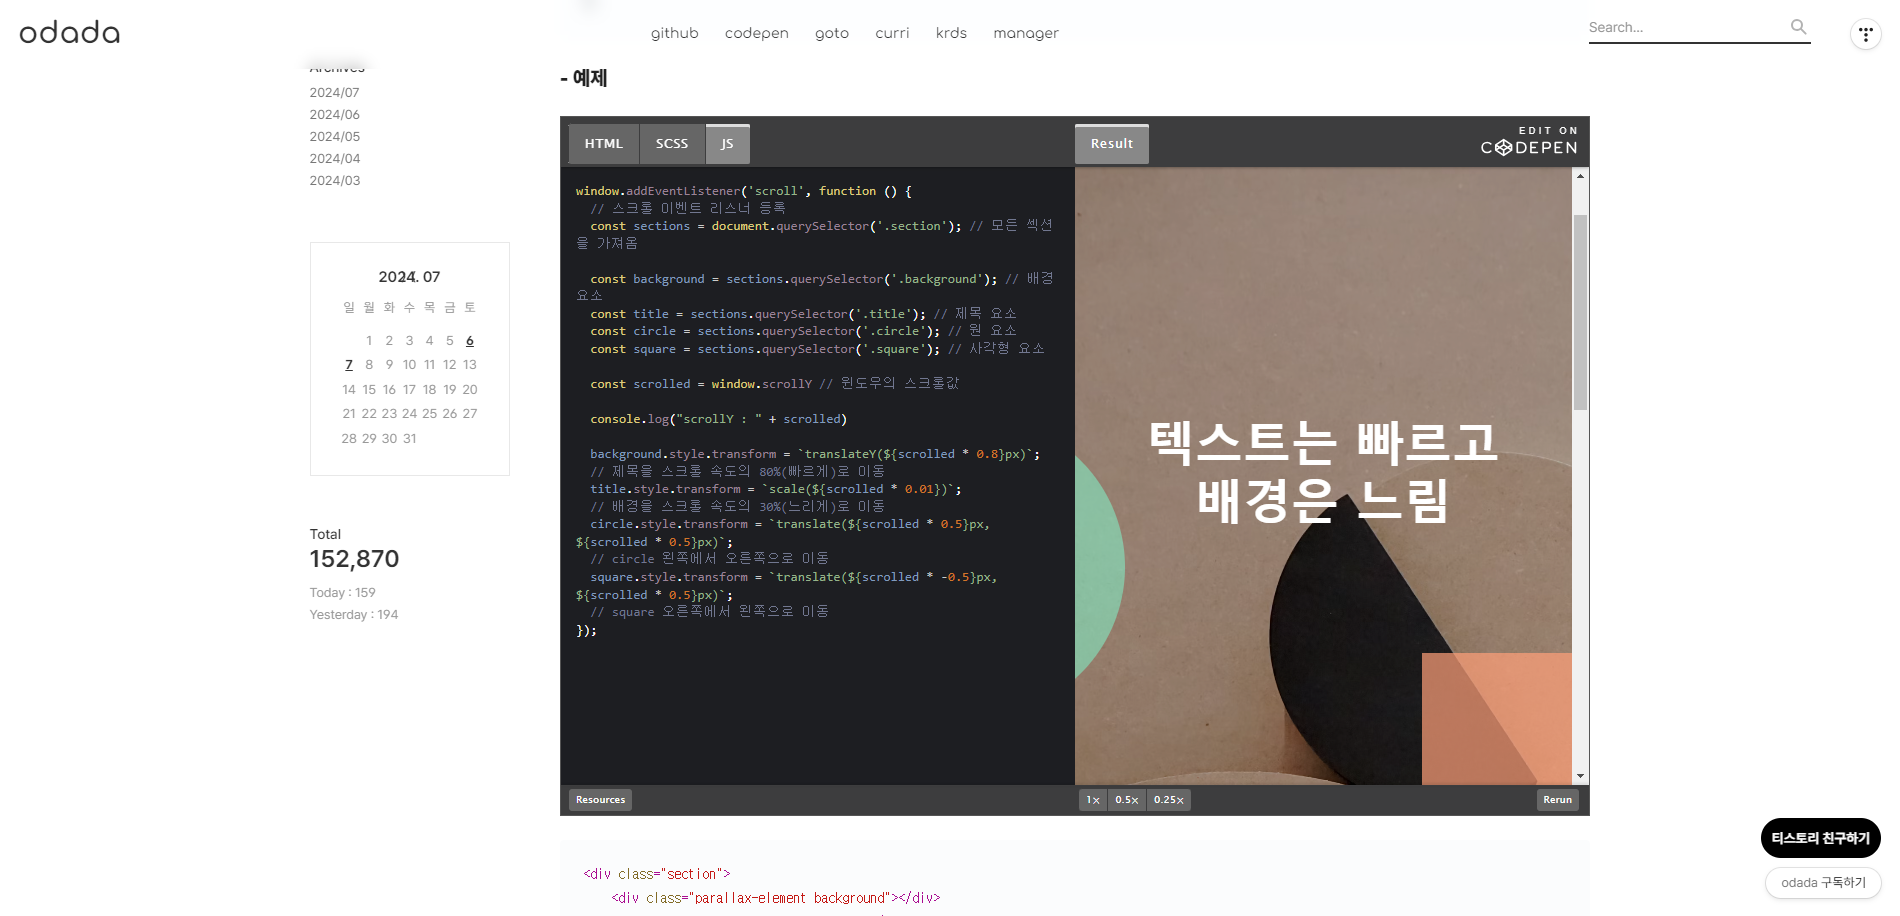 odada
github codepen goto curri krds manager
Search...
Archives
2024/07
2024/06
2024/05
2024/04
2024/03
2024. 07
일 월 화 수 목 금 토
1 2 3 4 5 6
7 8 9 10 11 12 13
14 15 16 17 18 19 20
21 22 23 24 25 26 27
28 29 30 31
Total
152,870
Today : 159
Yesterday : 194
- 예제
HTML SCSS JS
Result
EDIT ON
CODEPEN
window.addEventListener('scroll', function () {
// 스크롤 이벤트 리스너 등록
const sections = document.querySelector('.section'); // 모든 섹션
을 가져옴
const background = sections.querySelector('.background'); // 배경
요소
const title = sections.querySelector('.title'); // 제목 요소
const circle = sections.querySelector('.circle'); // 원 요소
const square = sections.querySelector('.square'); // 사각형 요소
const scrolled = window.scrollY // 윈도우의 스크롤값
console.log("scrollY : " + scrolled)
background.style.transform = `translateY(${scrolled * 0.8}px)`;
// 제목을 스크롤 속도의 80%(빠르게)로 이동
title.style.transform = `scale(${scrolled * 0.01})`;
// 배경을 스크롤 속도의 30%(느리게)로 이동
circle.style.transform = `translate(${scrolled * 0.5}px,
${scrolled * 0.5}px)`;
// circle 왼쪽에서 오른쪽으로 이동
square.style.transform = `translate(${scrolled * -0.5}px,
${scrolled * 0.5}px)`;
// square 오른쪽에서 왼쪽으로 이동
});
텍스트는 빠르고
배경은 느림
Resources
1× 0.5× 0.25×
Rerun
<div class="section">
<div class="parallax-element background"></div>
티스토리 친구하기
odada 구독하기